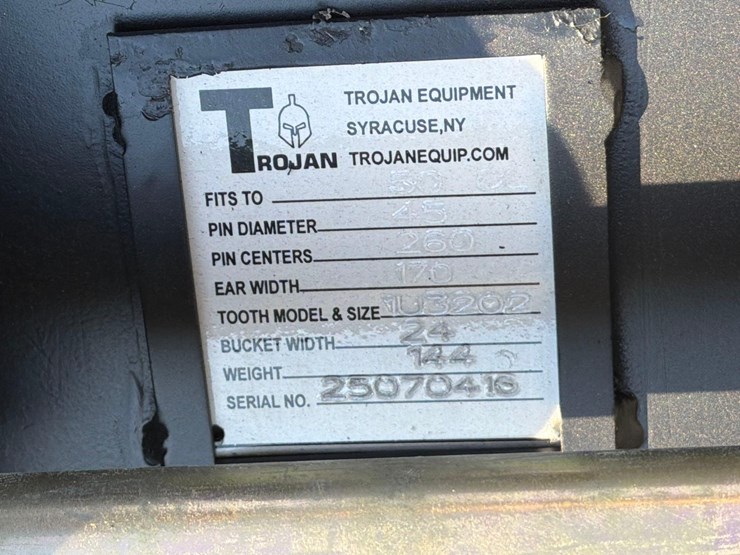 TROJAN
TROJAN EQUIPMENT
SYRACUSE,NY
TROJANEQUIP.COM
FITS TO
PIN DIAMETER 45
PIN CENTERS 260
EAR WIDTH 170
TOOTH MODEL & SIZE 1U3202
BUCKET WIDTH 24
WEIGHT 144
SERIAL NO. 25070416